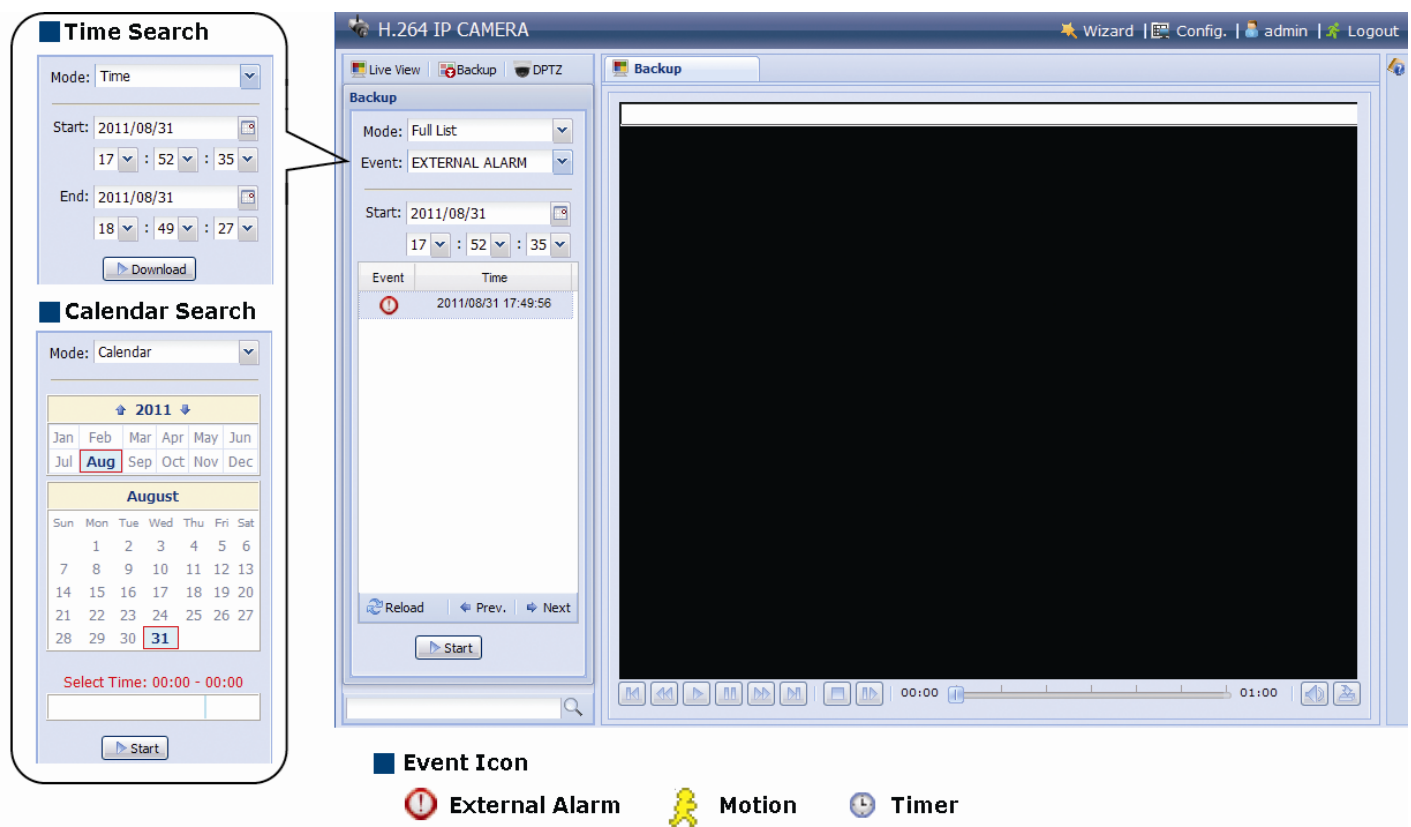 Time Search
Mode: Time
Start: 2011/08/31
17 : 52 : 35
End: 2011/08/31
18 : 49 : 27
Download
Calendar Search
Mode: Calendar
2011
Jan Feb Mar Apr May Jun
Jul Aug Sep Oct Nov Dec
August
Sun Mon Tue Wed Thu Fri Sat
1 2 3 4 5 6
7 8 9 10 11 12 13
14 15 16 17 18 19 20
21 22 23 24 25 26 27
28 29 30 31
Select Time: 00:00 - 00:00
Start
H.264 IP CAMERA
Wizard | Config. | admin | Logout
Live View Backup DPTZ
Backup
Mode: Full List
Event: EXTERNAL ALARM
Start: 2011/08/31
17 : 52 : 35
Event Time
2011/08/31 17:49:56
Reload Prev. Next
Start
Backup
00:00 01:00
Event Icon
External Alarm Motion Timer